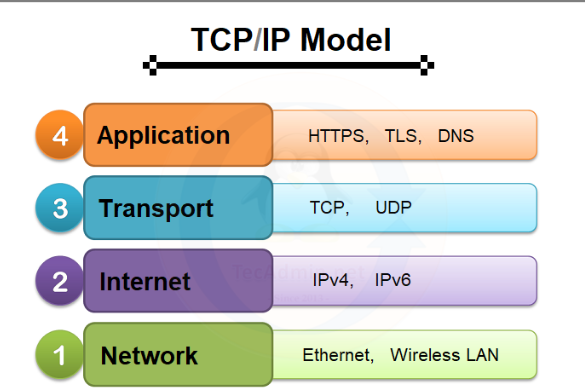 TCP/IP Model
4 Application HTTPS, TLS, DNS
3 Transport TCP, UDP
2 Internet IPv4, IPv6
1 Network Ethernet, Wireless LAN